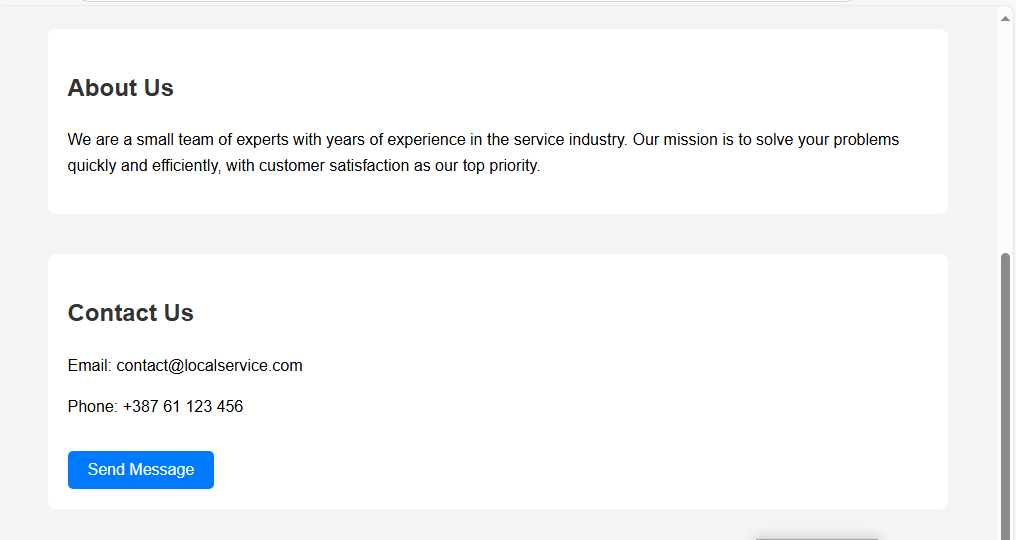 About Us
We are a small team of experts with years of experience in the service industry. Our mission is to solve your problems
quickly and efficiently, with customer satisfaction as our top priority.
Contact Us
Email: contact@localservice.com
Phone: +387 61 123 456
Send Message